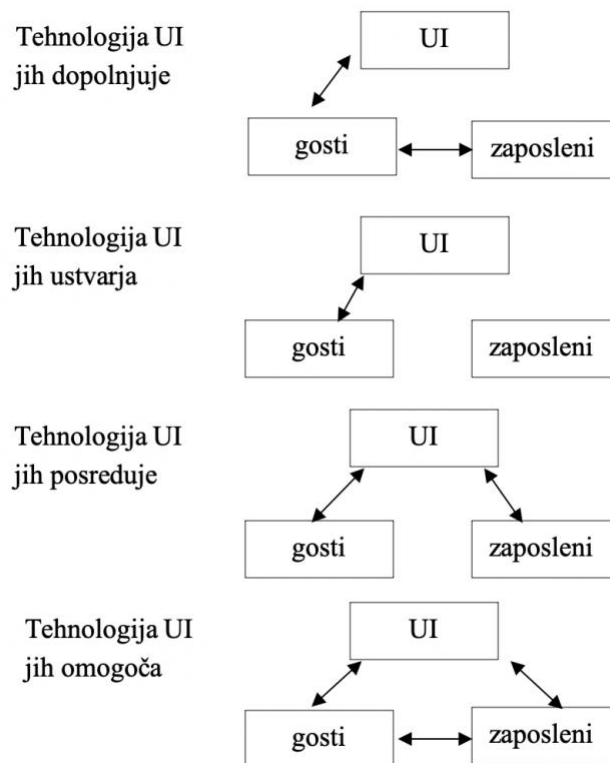 Tehnologija UI
jih dopolnjuje
UI
gosti
zaposleni
Tehnologija UI
jih ustvarja
UI
gosti
zaposleni
Tehnologija UI
jih posreduje
UI
gosti
zaposleni
Tehnologija UI
jih omogoča
UI
gosti
zaposleni